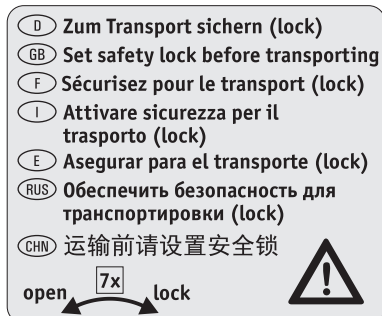 D Zum Transport sichern (lock)
GB Set safety lock before transporting
F Sécurisez pour le transport (lock)
I Attivare sicurezza per il
trasporto (lock)
E Asegurar para el transporte (lock)
RUS Обеспечить безопасность для
транспортировки (lock)
CHN 运输前请设置安全锁
open 7x lock
!